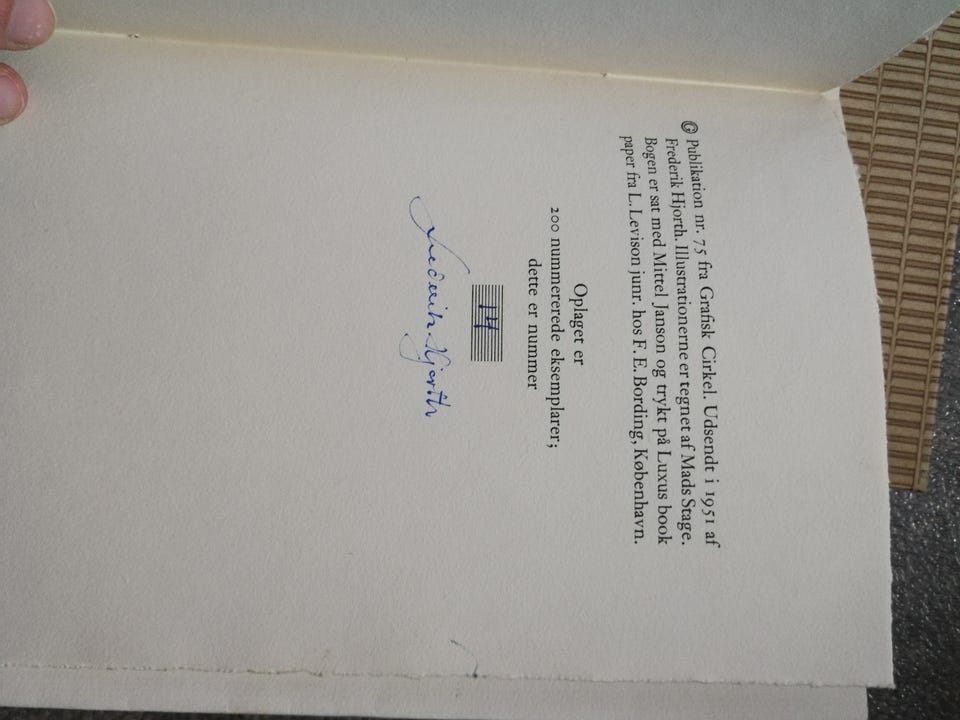 Ⓖ Publikation nr. 75 fra Grafisk Cirkel. Udsendt i 1951 af
Frederik Hjorth. Illustrationerne er tegnet af Mads Stage.
Bogen er sat med Mittel Janson og trykt på Luxus book
paper fra L. Levison junr. hos F. E. Bording, København.
Oplaget er
200 nummererede eksemplarer;
dette er nummer
14
Frederik Hjorth